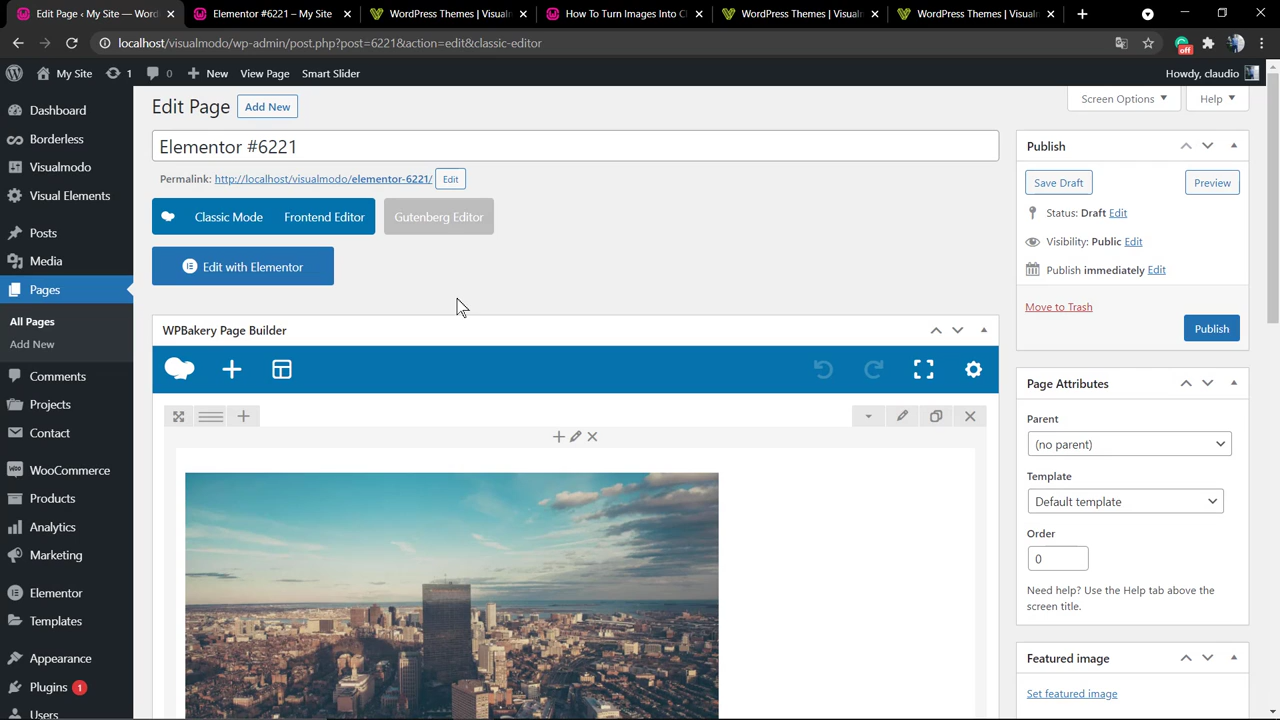 Edit Page ‹ My Site — Word
Elementor #6221 – My Site
WordPress Themes | Visualm
How To Turn Images Into Cl
WordPress Themes | Visualm
WordPress Themes | Visualm
localhost/visualmodo/wp-admin/post.php?post=6221&action=edit&classic-editor
off
My Site
1
0
New
View Page
Smart Slider
Howdy, claudio
Dashboard
Borderless
Visualmodo
Visual Elements
Posts
Media
Pages
All Pages
Add New
Comments
Projects
Contact
WooCommerce
Products
Analytics
Marketing
Elementor
Templates
Appearance
Plugins 1
Users
Edit Page
Add New
Screen Options
Help
Elementor #6221
Permalink: http://localhost/visualmodo/elementor-6221/ Edit
Classic Mode
Frontend Editor
Gutenberg Editor
Edit with Elementor
WPBakery Page Builder
Publish
Save Draft
Preview
Status: Draft Edit
Visibility: Public Edit
Publish immediately Edit
Move to Trash
Publish
Page Attributes
Parent
(no parent)
Template
Default template
Order
0
Need help? Use the Help tab above the
screen title.
Featured image
Set featured image